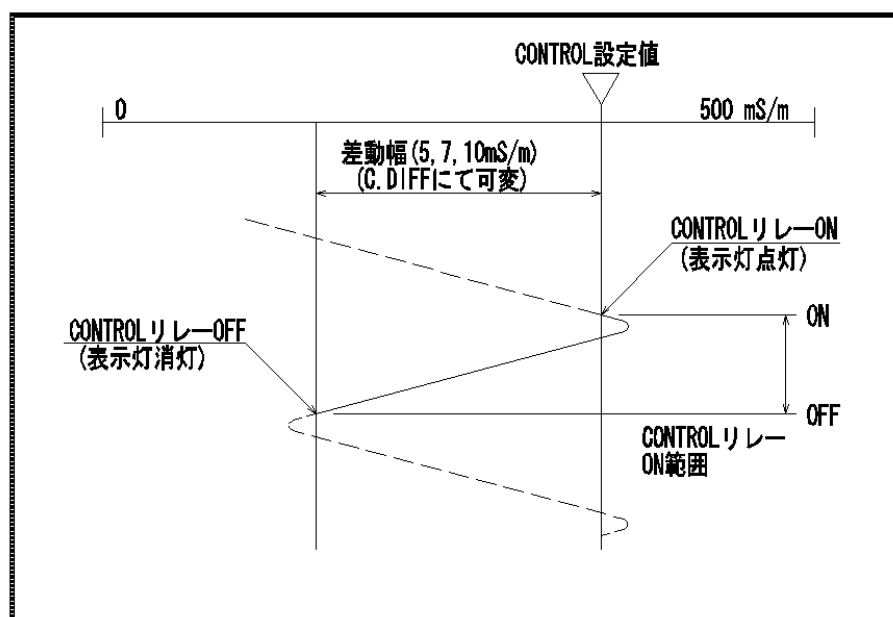 CONTROL設定値
0
500 mS/m
差動幅(5,7,10mS/m)
(C.DIFFにて可変)
CONTROLリレーON
(表示灯点灯)
ON
CONTROLリレーOFF
(表示灯消灯)
OFF
CONTROLリレー
ON範囲